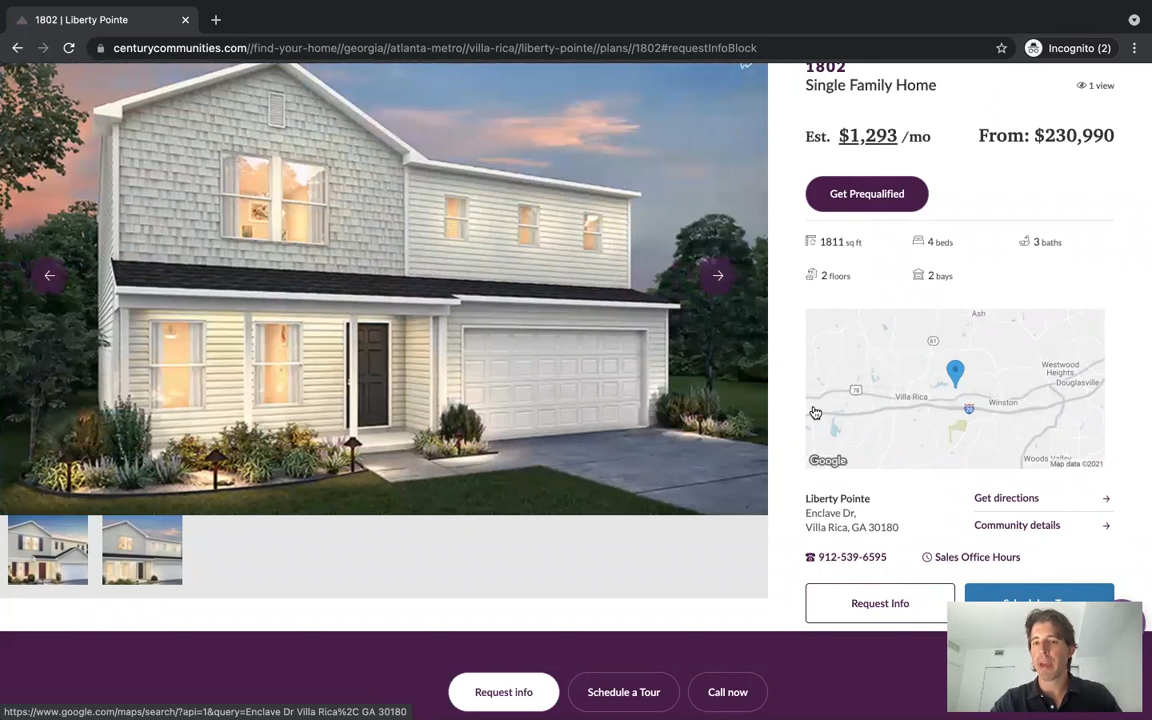 1802 | Liberty Pointe
centurycommunities.com//find-your-home//georgia//atlanta-metro//villa-rica//liberty-pointe//plans//1802#requestInfoBlock
Incognito (2)
1802
Single Family Home
1 view
Est. $1,293 /mo
From: $230,990
Get Prequalified
1811 sq ft
4 beds
3 baths
2 floors
2 bays
Ash
61
Westwood
Heights
Douglasville
78
Villa Rica
Winston
20
Woods Valley
Google
Map data ©2021
Liberty Pointe
Enclave Dr,
Villa Rica, GA 30180
Get directions
Community details
912-539-6595
Sales Office Hours
Request Info
Request info
Schedule a Tour
Call now
https://www.google.com/maps/search/?api=1&query=Enclave Dr Villa Rica%2C GA 30180